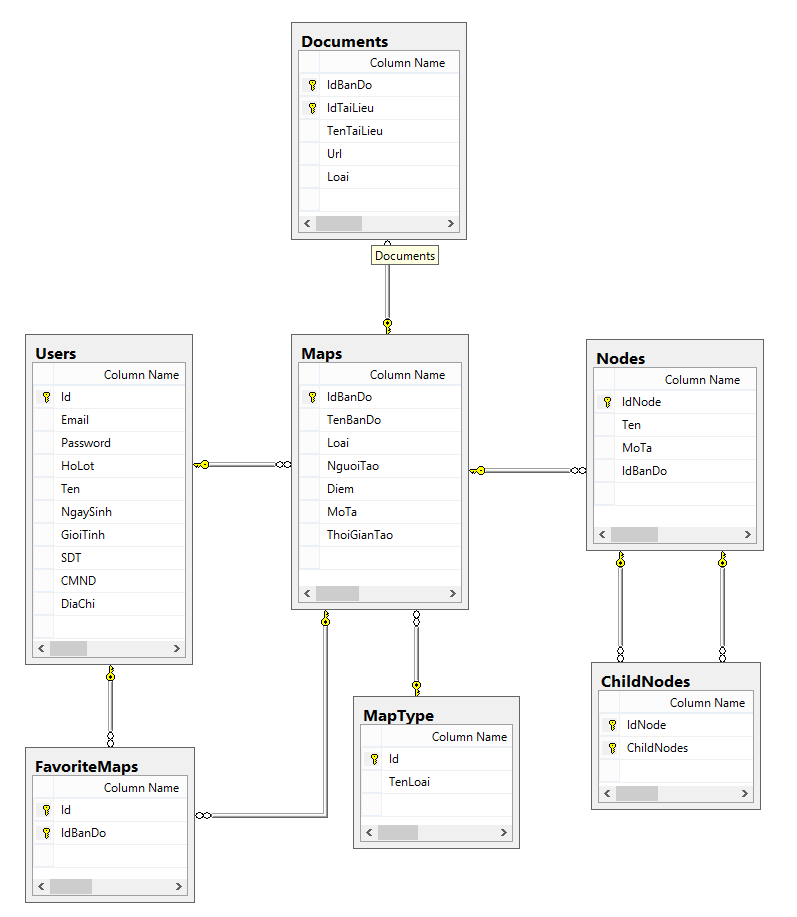 Documents
Column Name
IdBanDo
IdTaiLieu
TenTaiLieu
Url
Loai
Documents
Users
Column Name
Id
Email
Password
HoLot
Ten
NgaySinh
GioiTinh
SDT
CMND
DiaChi
Maps
Column Name
IdBanDo
TenBanDo
Loai
NguoiTao
Diem
MoTa
ThoiGianTao
Nodes
Column Name
IdNode
Ten
MoTa
IdBanDo
ChildNodes
Column Name
IdNode
ChildNodes
MapType
Column Name
Id
TenLoai
FavoriteMaps
Column Name
Id
IdBanDo